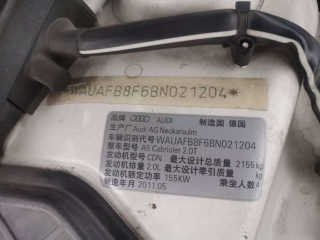 *WAUAFB8F6BN021204*
品牌 AUDI 制造国 德国
生产厂 Audi AG Neckarsulm
车辆识别代号 WAUAFB8F6BN021204
整车型号 A5 Cabriolet 2.0T
发动机型号 CDN 最大设计总质量 2155kg
发动机排量 2.0L 最大设计牵引质量 kg
发动机额定功率 155KW 乘坐人数 4
制造年月 2011.05